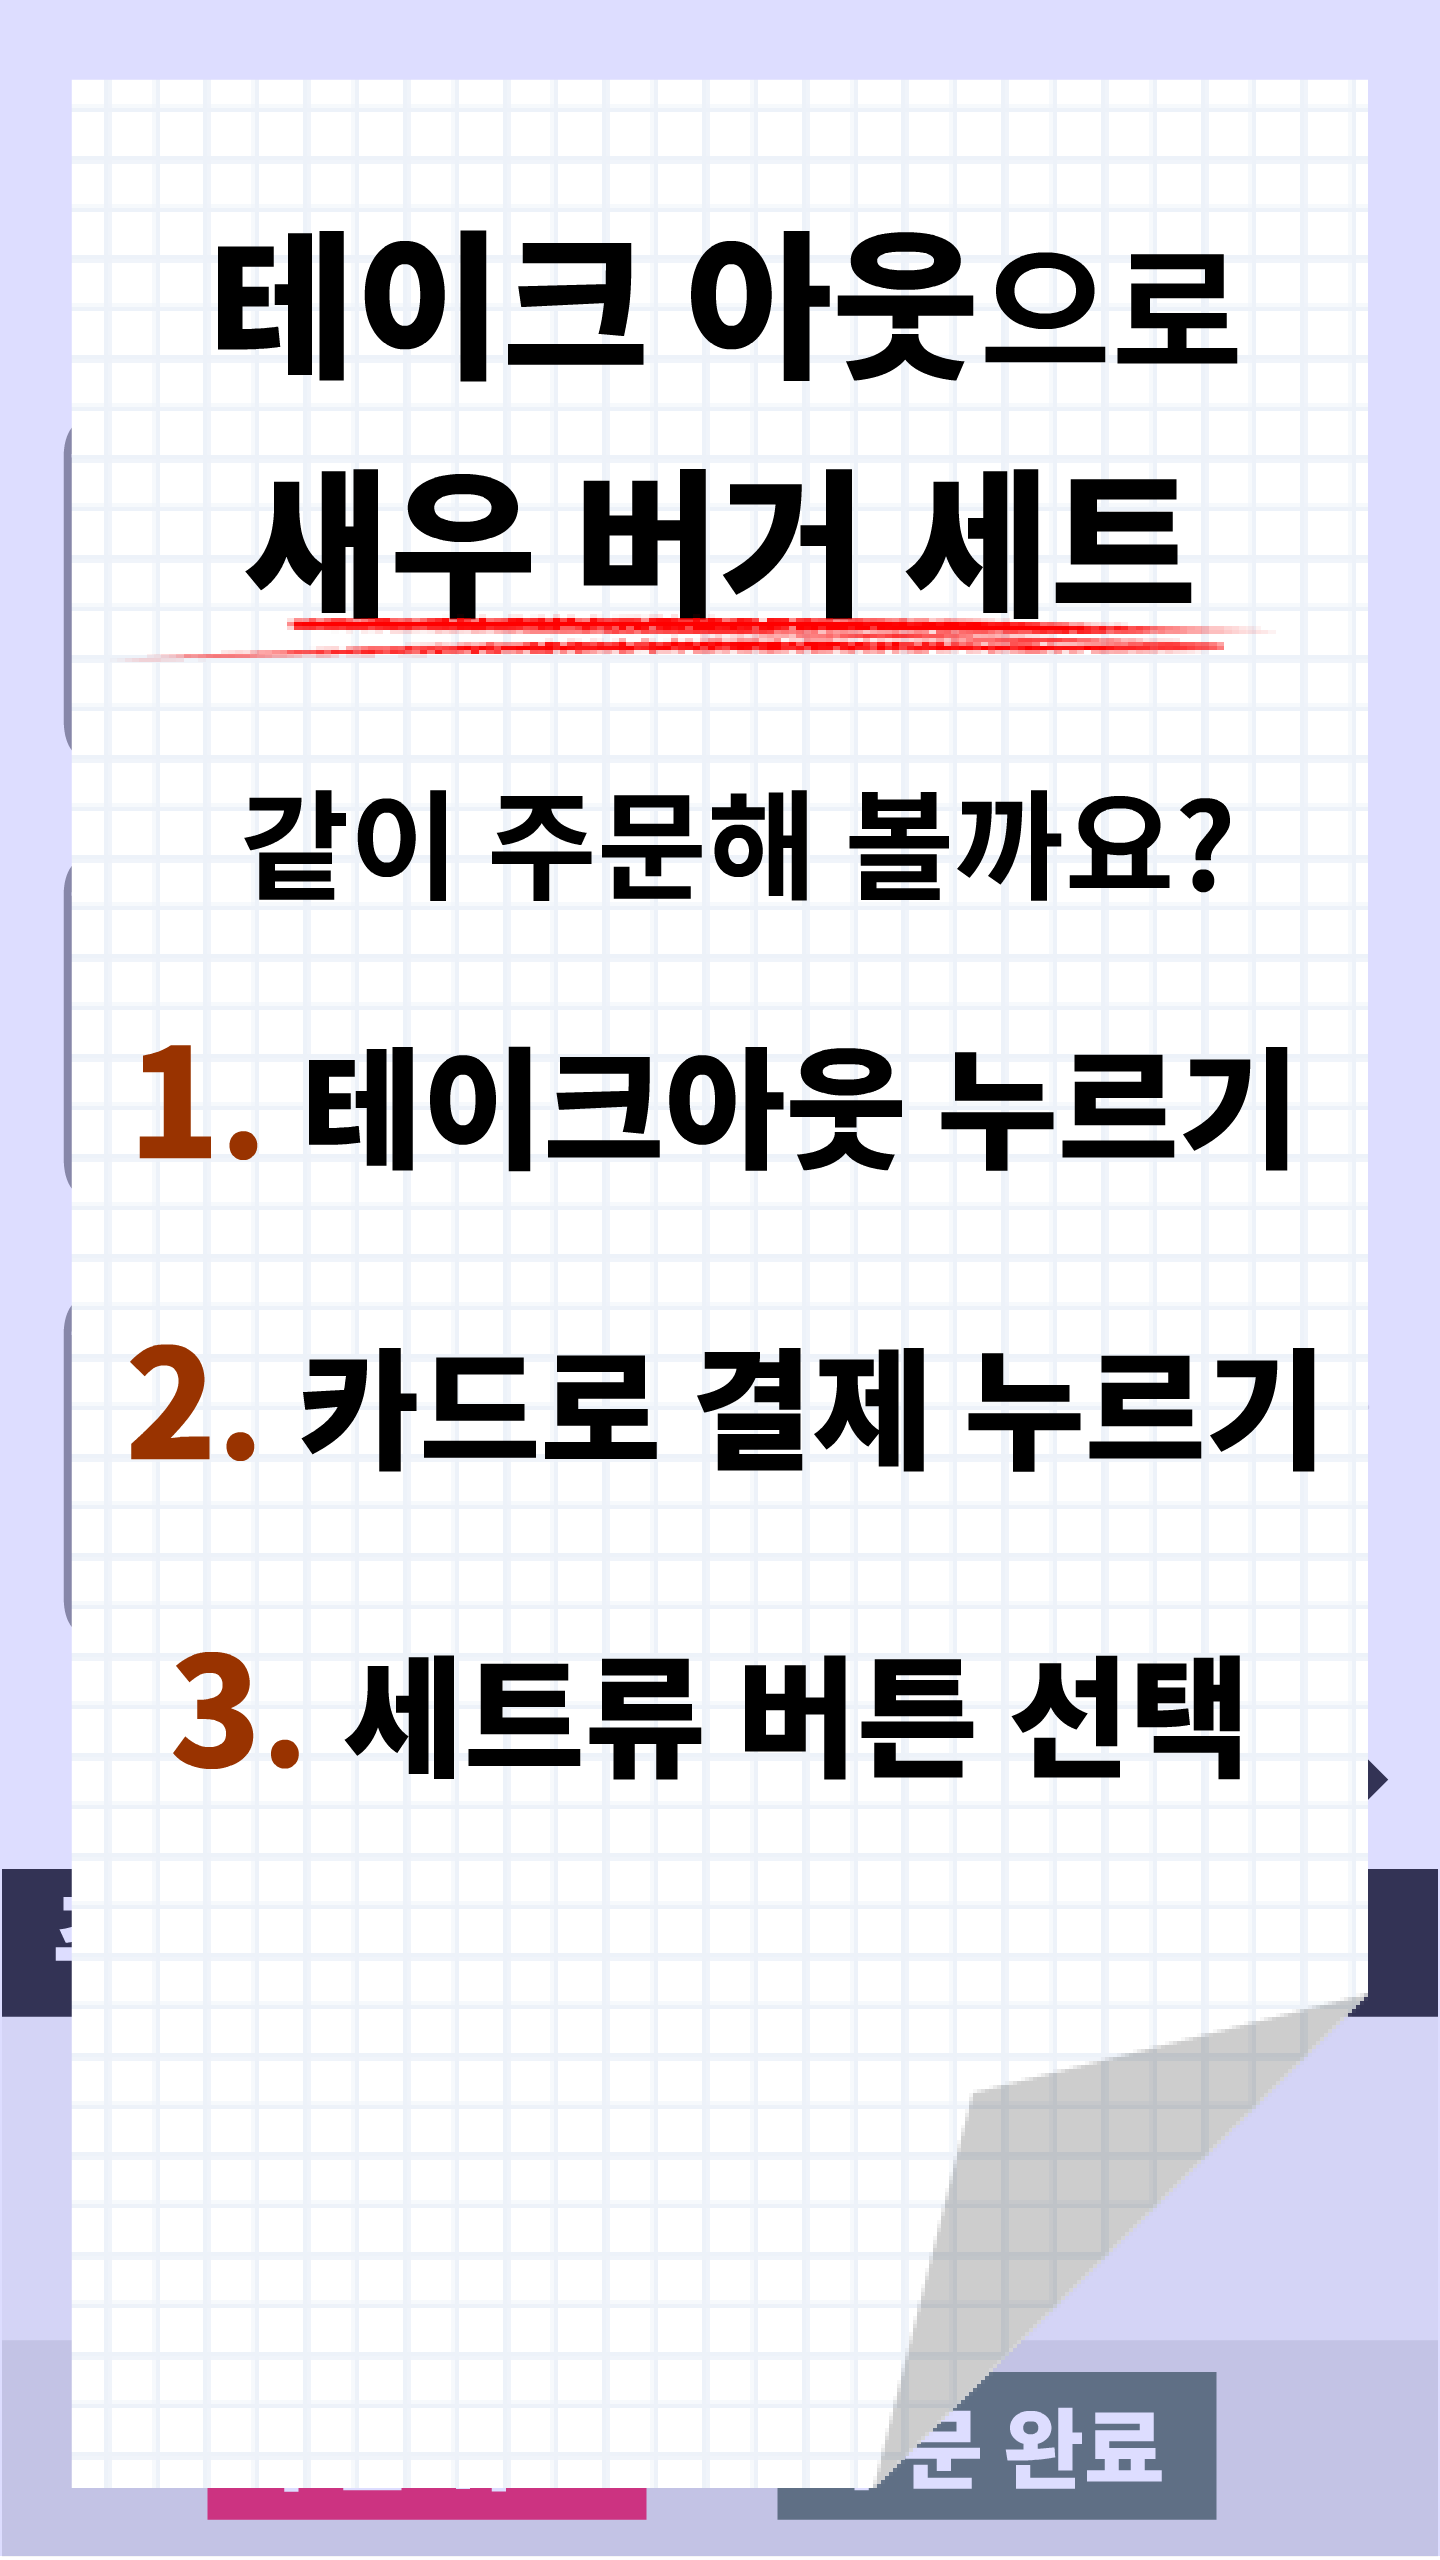 테이크 아웃으로
새우 버거 세트
같이 주문해 볼까요?
1. 테이크아웃 누르기
2. 카드로 결제 누르기
3. 세트류 버튼 선택
완료